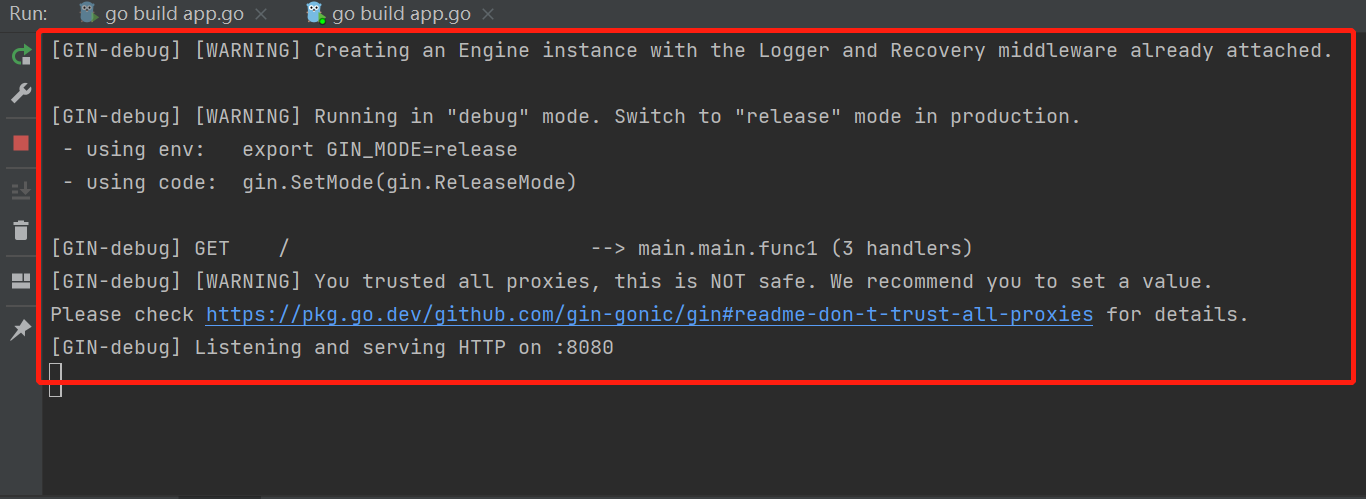 Run: go build app.go × go build app.go ×
[GIN-debug] [WARNING] Creating an Engine instance with the Logger and Recovery middleware already attached.
[GIN-debug] [WARNING] Running in "debug" mode. Switch to "release" mode in production.
 - using env:   export GIN_MODE=release
 - using code:  gin.SetMode(gin.ReleaseMode)
[GIN-debug] GET    /                         --> main.main.func1 (3 handlers)
[GIN-debug] [WARNING] You trusted all proxies, this is NOT safe. We recommend you to set a value.
Please check https://pkg.go.dev/github.com/gin-gonic/gin#readme-don-t-trust-all-proxies for details.
[GIN-debug] Listening and serving HTTP on :8080